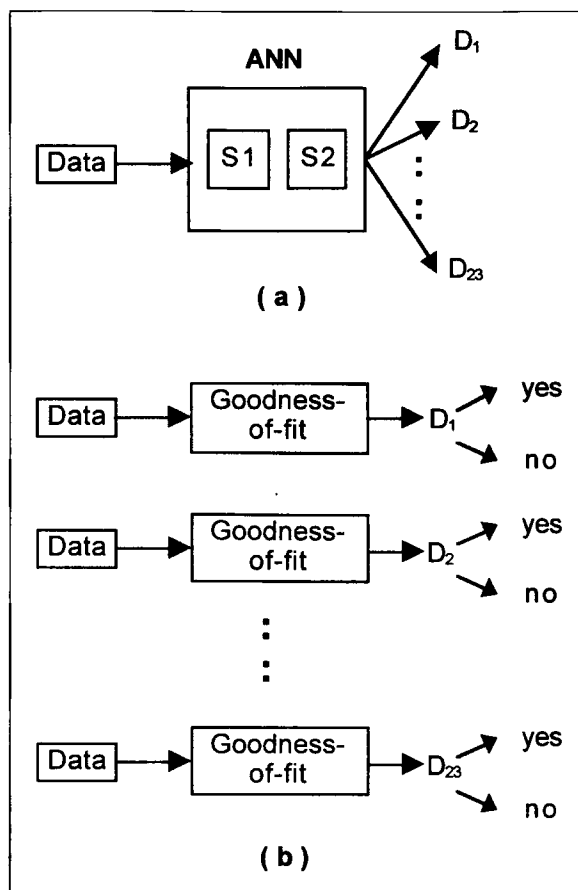 ANN
D1
Data
S1
S2
D2
D23
( a )
Data
Goodness-
of-fit
D1
yes
no
Data
Goodness-
of-fit
D2
yes
no
Data
Goodness-
of-fit
D23
yes
no
( b )